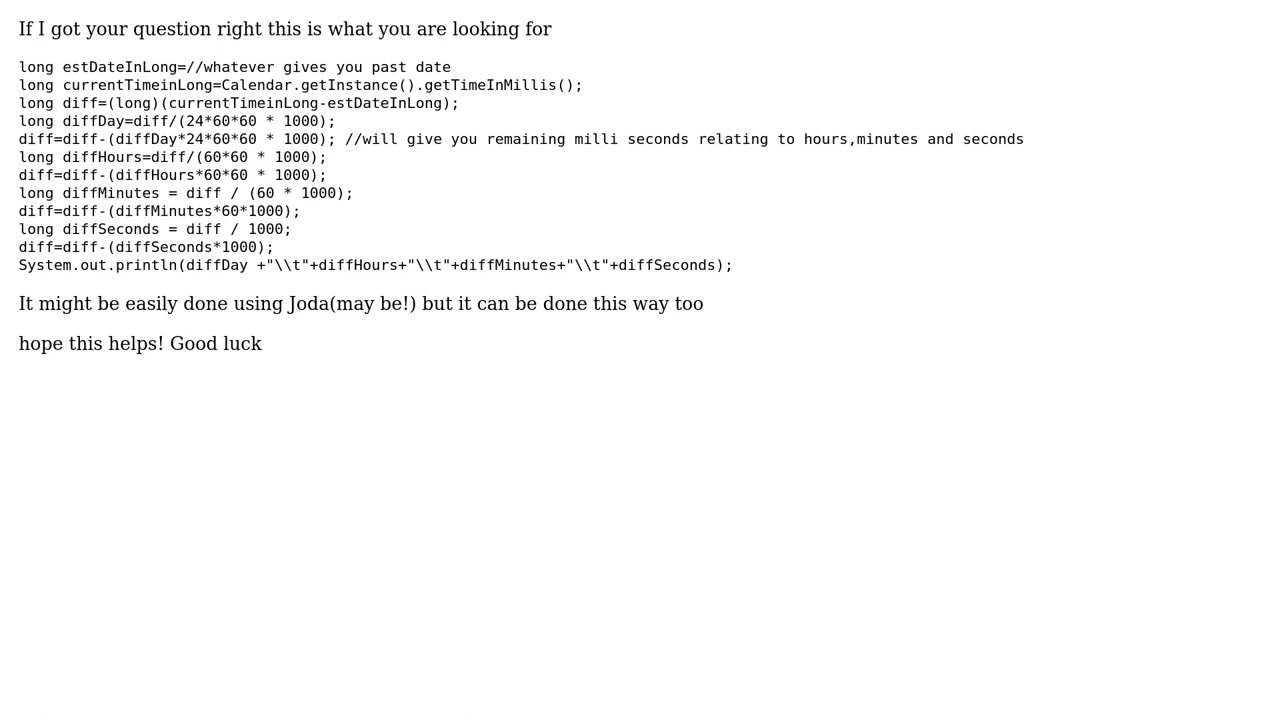 If I got your question right this is what you are looking for
long estDateInLong=//whatever gives you past date
long currentTimeinLong=Calendar.getInstance().getTimeInMillis();
long diff=(long)(currentTimeinLong-estDateInLong);
long diffDay=diff/(24*60*60 * 1000);
diff=diff-(diffDay*24*60*60 * 1000); //will give you remaining milli seconds relating to hours,minutes and seconds
long diffHours=diff/(60*60 * 1000);
diff=diff-(diffHours*60*60 * 1000);
long diffMinutes = diff / (60 * 1000);
diff=diff-(diffMinutes*60*1000);
long diffSeconds = diff / 1000;
diff=diff-(diffSeconds*1000);
System.out.println(diffDay +"\\t"+diffHours+"\\t"+diffMinutes+"\\t"+diffSeconds);
It might be easily done using Joda(may be!) but it can be done this way too
hope this helps! Good luck